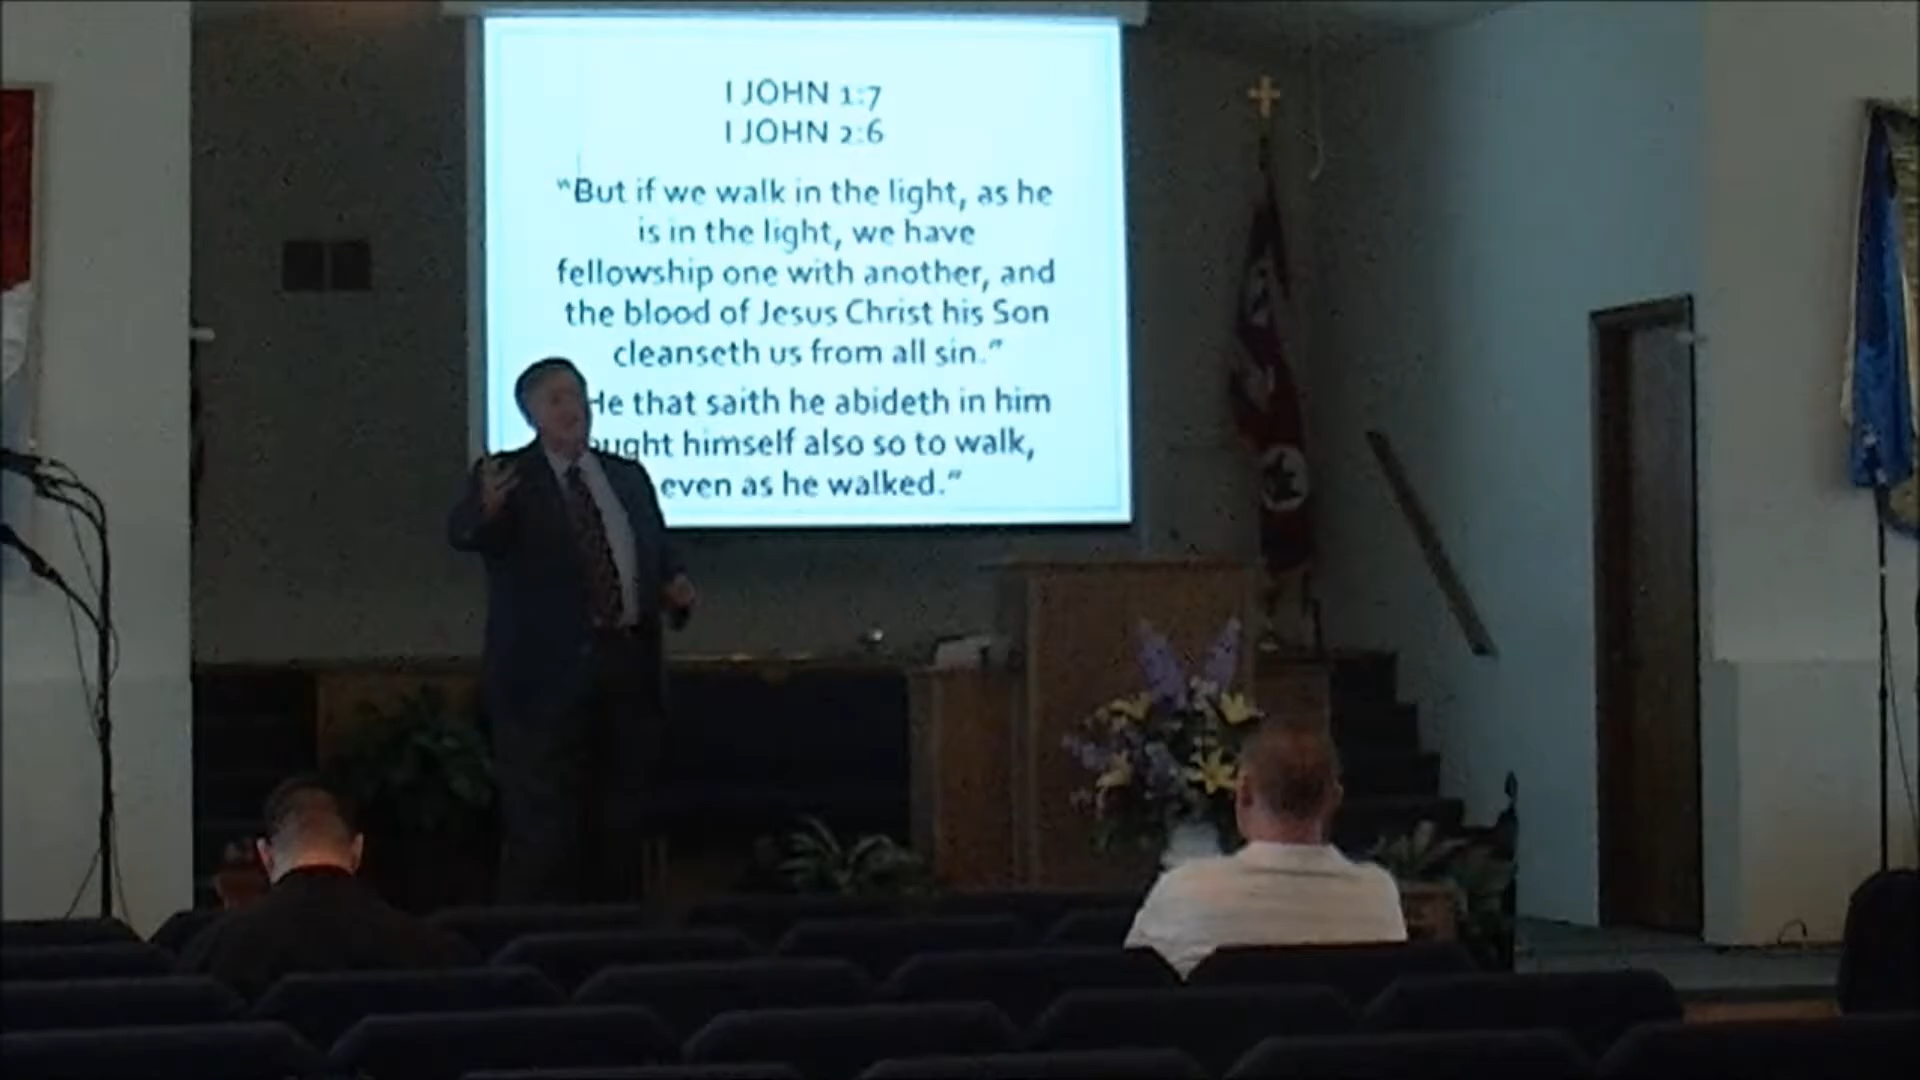 I JOHN 1:7
I JOHN 2:6
"But if we walk in the light, as he
is in the light, we have
fellowship one with another, and
the blood of Jesus Christ his Son
cleanseth us from all sin."
He that saith he abideth in him
ought himself also so to walk,
even as he walked."